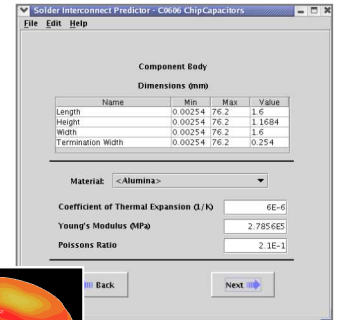 Solder Interconnect Predictor - C0606 ChipCapacitors
File Edit Help
Component Body
Dimensions (mm)
Name Min Max Value
Length 0.00254 76.2 1.6
Height 0.00254 76.2 1.1684
Width 0.00254 76.2 1.6
Termination Width 0.00254 76.2 0.254
Material: <Alumina>
Coefficient of Thermal Expansion (1/K) 6E-6
Young's Modulus (MPa) 2.7856E5
Poissons Ratio 2.1E-1
Back Next